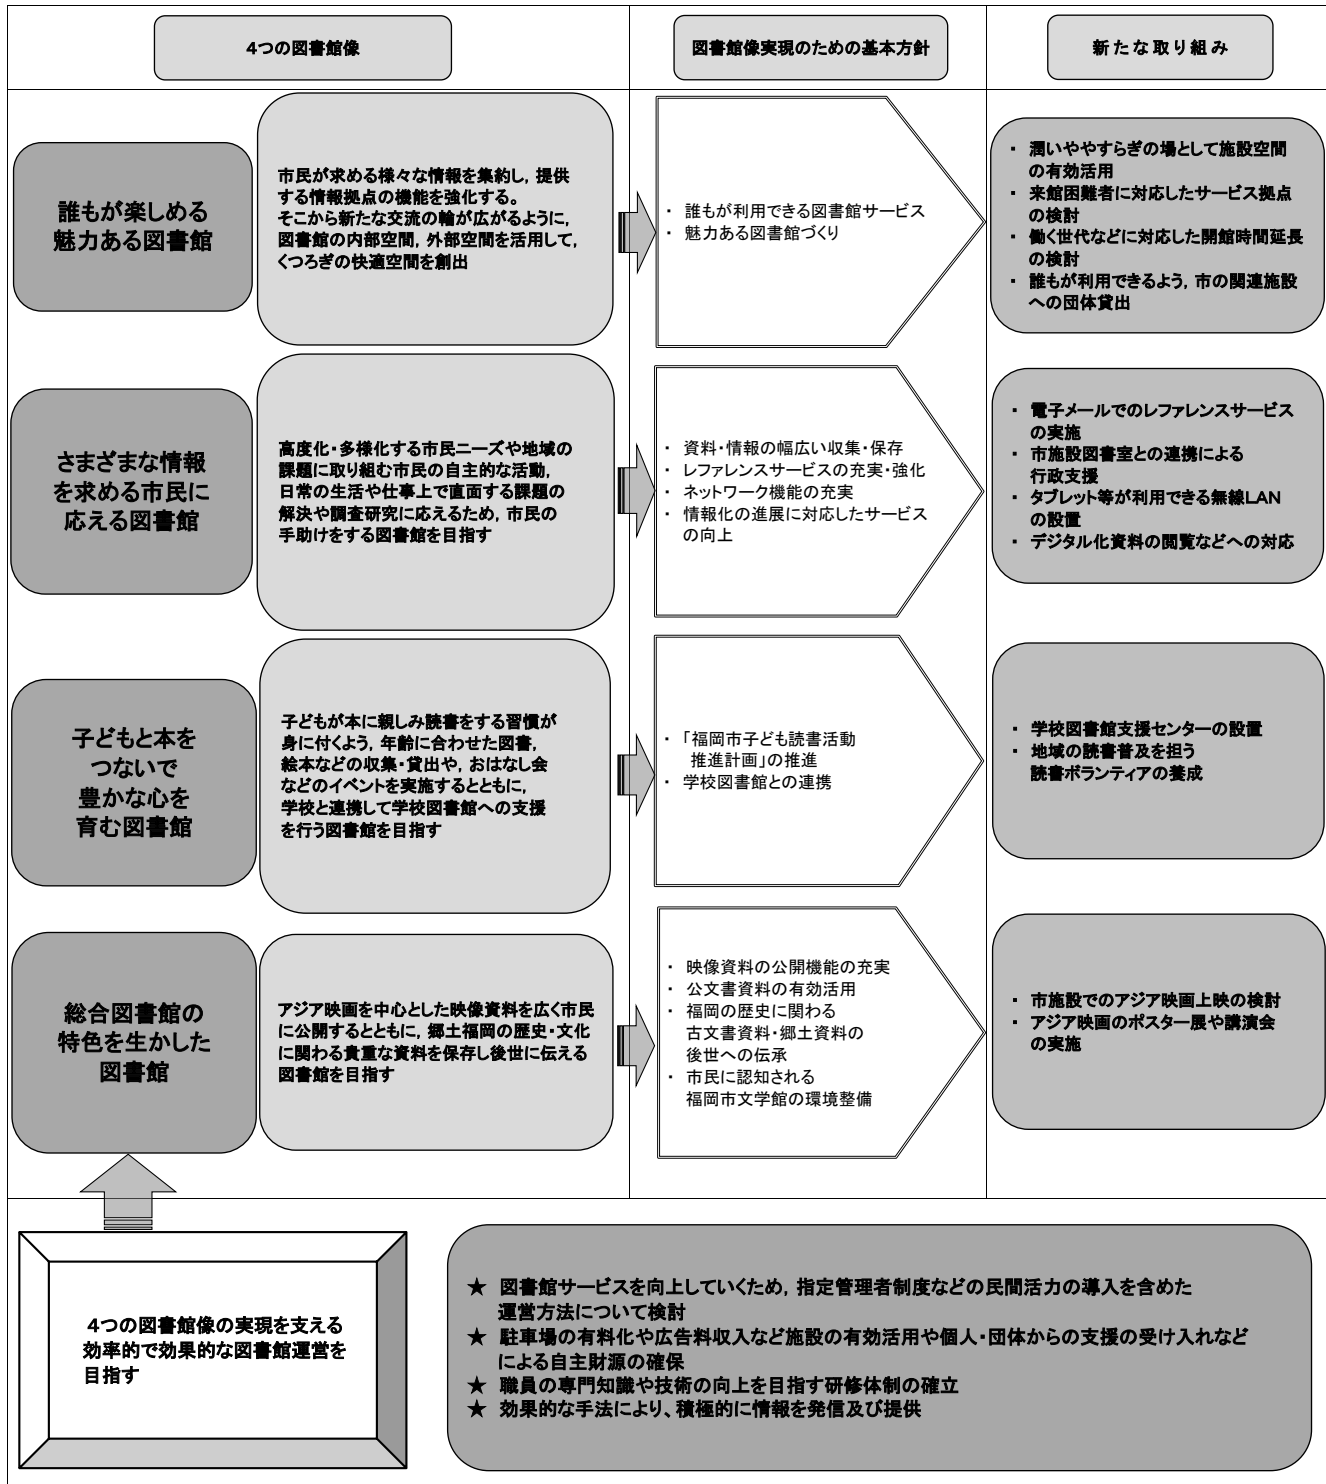 4つの図書館像
図書館像実現のための基本方針
新たな取り組み
誰もが楽しめる
魅力ある図書館
市民が求める様々な情報を集約し，提供
する情報拠点の機能を強化する。
そこから新たな交流の輪が広がるように，
図書館の内部空間，外部空間を活用して，
くつろぎの快適空間を創出
・ 誰もが利用できる図書館サービス
・ 魅力ある図書館づくり
・ 潤いややすらぎの場として施設空間
の有効活用
・ 来館困難者に対応したサービス拠点
の検討
・ 働く世代などに対応した開館時間延長
の検討
・ 誰もが利用できるよう，市の関連施設
への団体貸出
さまざまな情報
を求める市民に
応える図書館
高度化・多様化する市民ニーズや地域の
課題に取り組む市民の自主的な活動，
日常の生活や仕事上で直面する課題の
解決や調査研究に応えるため，市民の
手助けをする図書館を目指す
・ 資料・情報の幅広い収集・保存
・ レファレンスサービスの充実・強化
・ ネットワーク機能の充実
・ 情報化の進展に対応したサービス
の向上
・ 電子メールでのレファレンスサービス
の実施
・ 市施設図書室との連携による
行政支援
・ タブレット等が利用できる無線LAN
の設置
・ デジタル化資料の閲覧などへの対応
子どもと本を
つないで
豊かな心を
育む図書館
子どもが本に親しみ読書をする習慣が
身に付くよう，年齢に合わせた図書，
絵本などの収集・貸出や，おはなし会
などのイベントを実施するとともに，
学校と連携して学校図書館への支援
を行う図書館を目指す
・ 「福岡市子ども読書活動
推進計画」の推進
・ 学校図書館との連携
・ 学校図書館支援センターの設置
・ 地域の読書普及を担う
読書ボランティアの養成
総合図書館の
特色を生かした
図書館
アジア映画を中心とした映像資料を広く市民
に公開するとともに，郷土福岡の歴史・文化
に関わる貴重な資料を保存し後世に伝える
図書館を目指す
・ 映像資料の公開機能の充実
・ 公文書資料の有効活用
・ 福岡の歴史に関わる
古文書資料・郷土資料の
後世への伝承
・ 市民に認知される
福岡市文学館の環境整備
・ 市施設でのアジア映画上映の検討
・ アジア映画のポスター展や講演会
の実施
4つの図書館像の実現を支える
効率的で効果的な図書館運営を
目指す
★ 図書館サービスを向上していくため，指定管理者制度などの民間活力の導入を含めた
運営方法について検討
★ 駐車場の有料化や広告料収入など施設の有効活用や個人・団体からの支援の受け入れなど
による自主財源の確保
★ 職員の専門知識や技術の向上を目指す研修体制の確立
★ 効果的な手法により、積極的に情報を発信及び提供